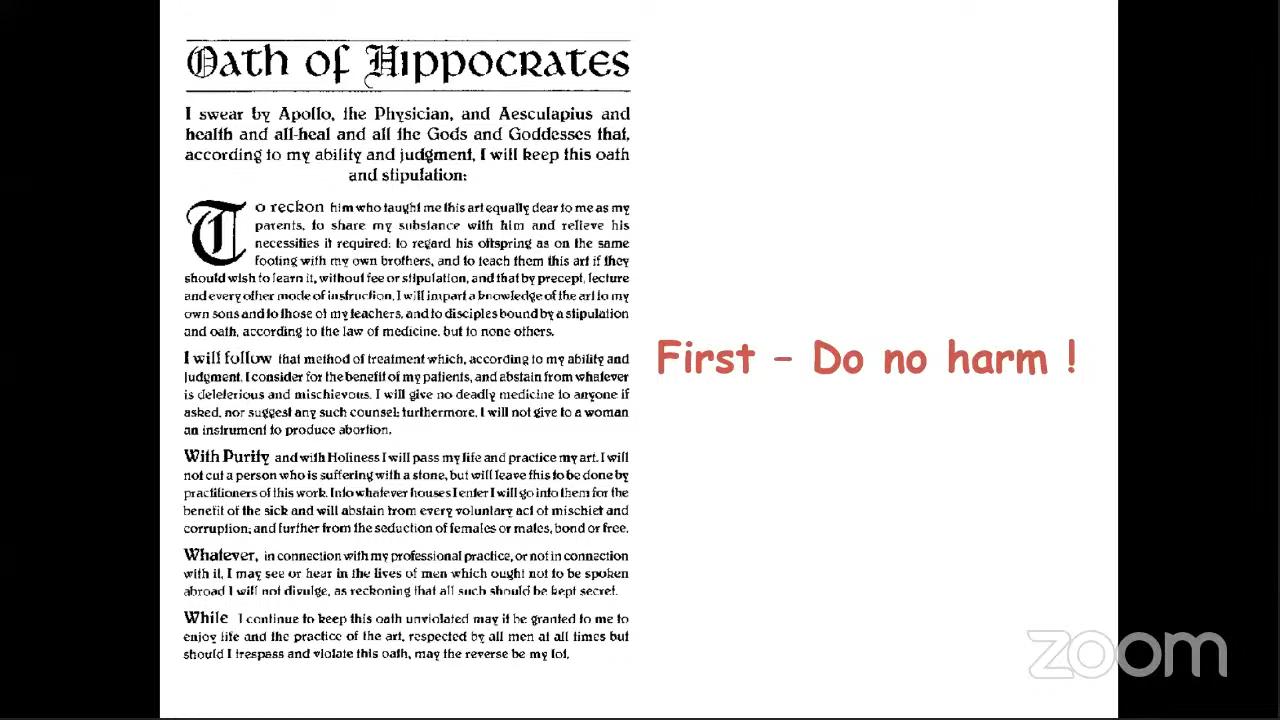 Oath of Hippocrates
I swear by Apollo, the Physician, and Aesculapius and
health and all-heal and all the Gods and Goddesses that,
according to my ability and judgment, I will keep this oath
and stipulation:
To reckon him who taught me this art equally dear to me as my
parents, to share my substance with him and relieve his
necessities if required; to regard his offspring as on the same
footing with my own brothers, and to teach them this art if they
should wish to learn it, without fee or stipulation, and that by precept, lecture
and every other mode of instruction, I will impart a knowledge of the art to my
own sons and to those of my teachers, and to disciples bound by a stipulation
and oath, according to the law of medicine, but to none others.
I will follow that method of treatment which, according to my ability and
judgment, I consider for the benefit of my patients, and abstain from whatever
is deleterious and mischievous. I will give no deadly medicine to anyone if
asked, nor suggest any such counsel; furthermore, I will not give to a woman
an instrument to produce abortion.
With Purity and with Holiness I will pass my life and practice my art. I will
not cut a person who is suffering with a stone, but will leave this to be done by
practitioners of this work. Into whatever houses I enter I will go into them for the
benefit of the sick and will abstain from every voluntary act of mischief and
corruption; and further from the seduction of females or males, bond or free.
Whatever, in connection with my professional practice, or not in connection
with it, I may see or hear in the lives of men which ought not to be spoken
abroad I will not divulge, as reckoning that all such should be kept secret.
While I continue to keep this oath unviolated may it be granted to me to
enjoy life and the practice of the art, respected by all men at all times but
should I trespass and violate this oath, may the reverse be my lot.
First – Do no harm !
zoom